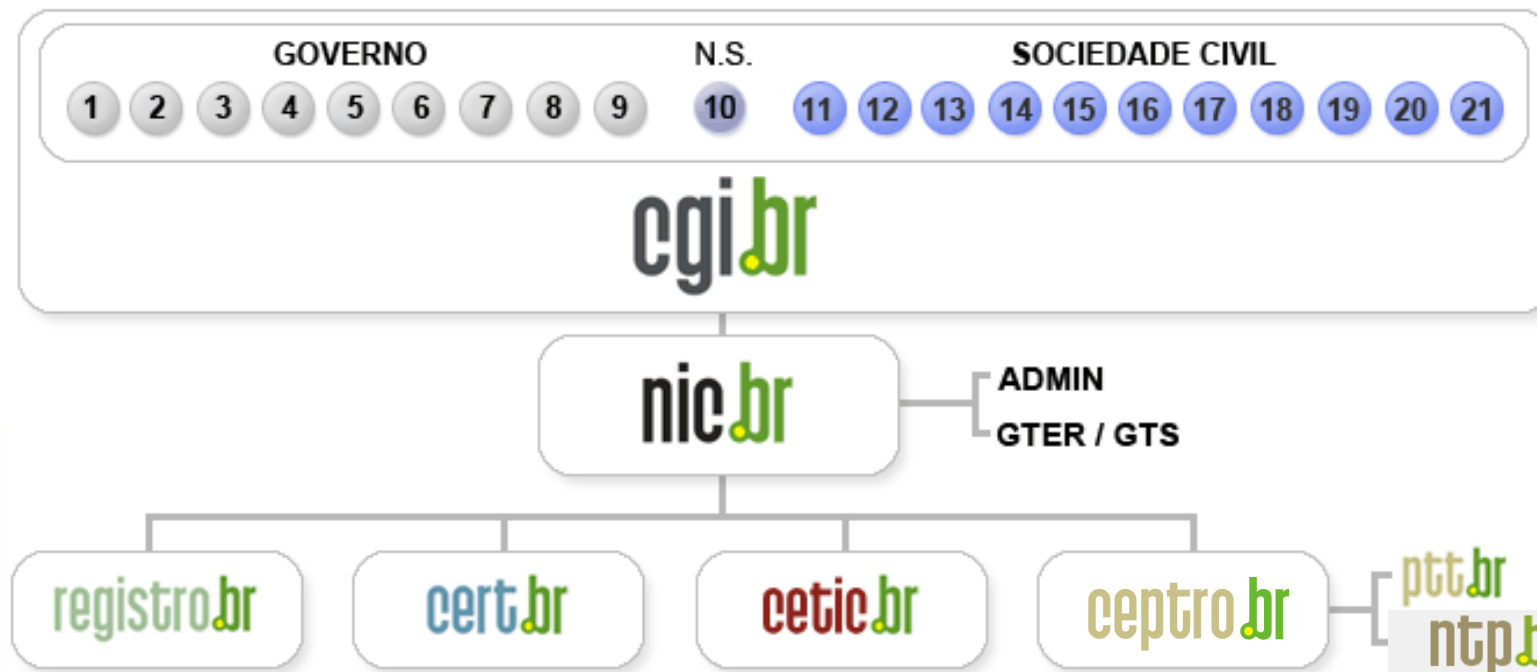 GOVERNO N.S. SOCIEDADE CIVIL
1 2 3 4 5 6 7 8 9 10 11 12 13 14 15 16 17 18 19 20 21
cgi.br
nic.br
ADMIN
GTER / GTS
registro.br cert.br cetic.br ceptro.br
ptt.br
ntp.b